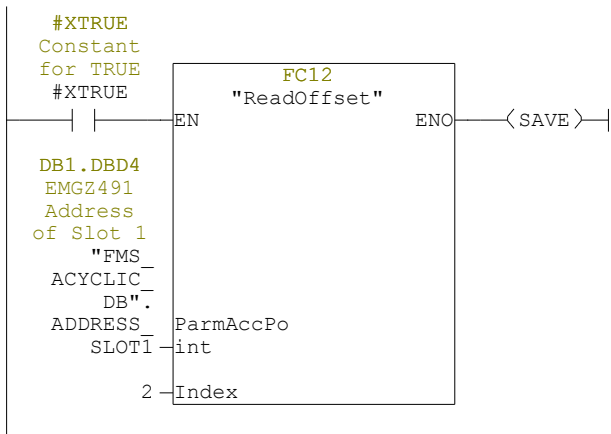 #XTRUE
Constant
for TRUE
#XTRUE
FC12
"ReadOffset"
EN
ENO
SAVE
DB1.DBD4
EMGZ491
Address
of Slot 1
"FMS_
ACYCLIC_
DB".
ADDRESS_
SLOT1
ParmAccPo
int
2
Index